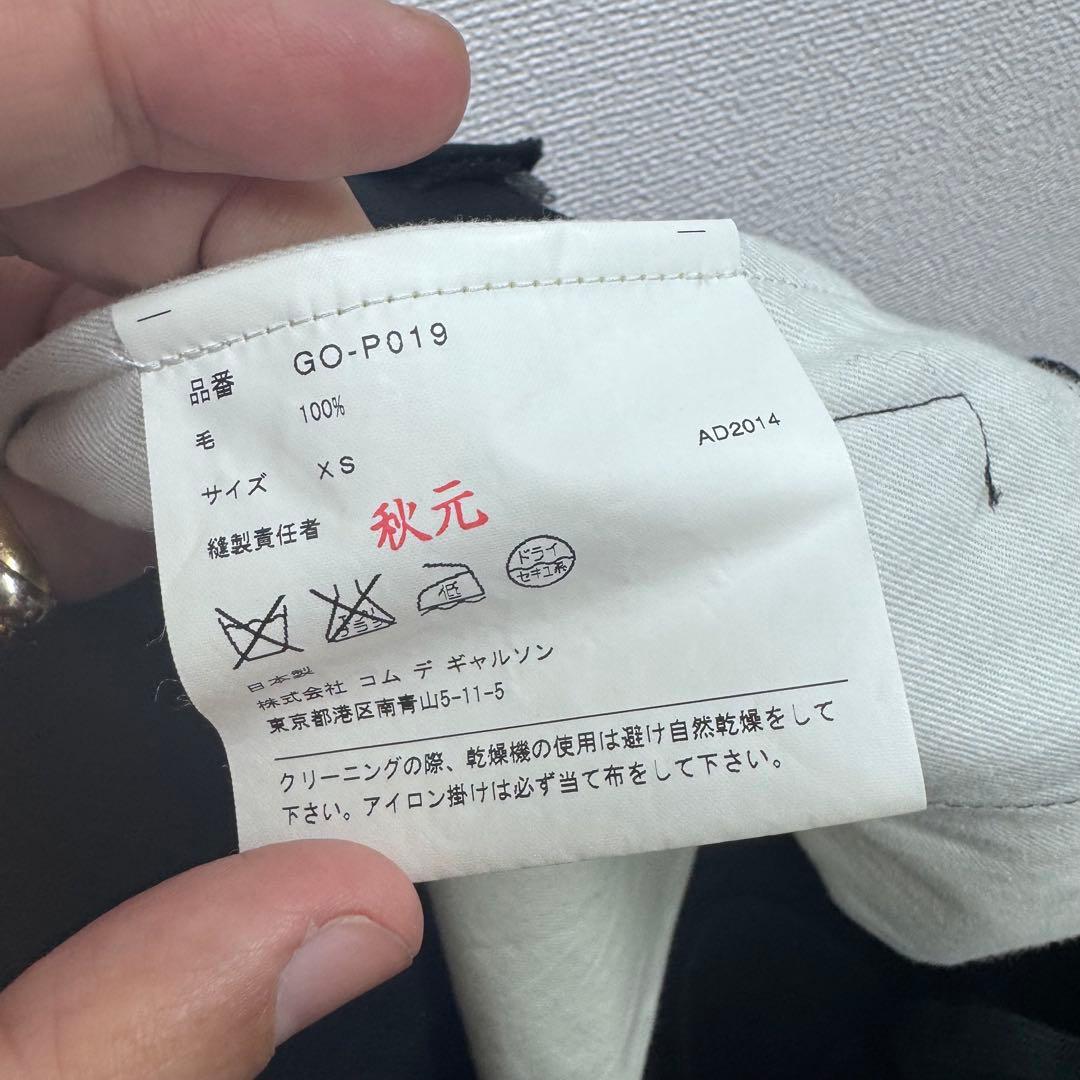 品番 GO-P019
毛 100%
AD2014
サイズ XS
縫製責任者 秋元
低
ドライ
セキユ系
日本製
株式会社 コム デ ギャルソン
東京都港区南青山5-11-5
クリーニングの際、乾燥機の使用は避け自然乾燥をして
下さい。アイロン掛けは必ず当て布をして下さい。